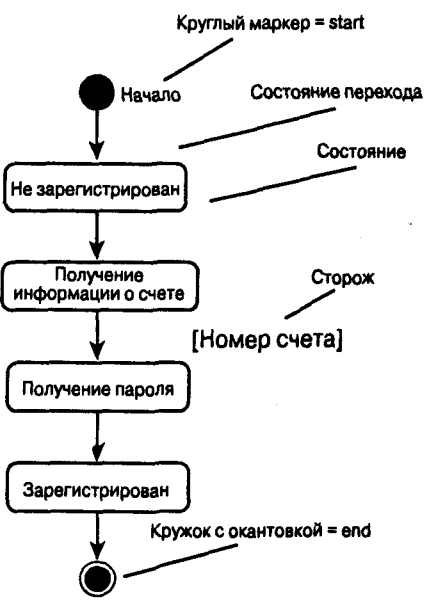 Круглый маркер = start
Начало
Состояние перехода
Состояние
Не зарегистрирован
Получение
информации о счете
Сторож
[Номер счета]
Получение пароля
Зарегистрирован
Кружок с окантовкой = end